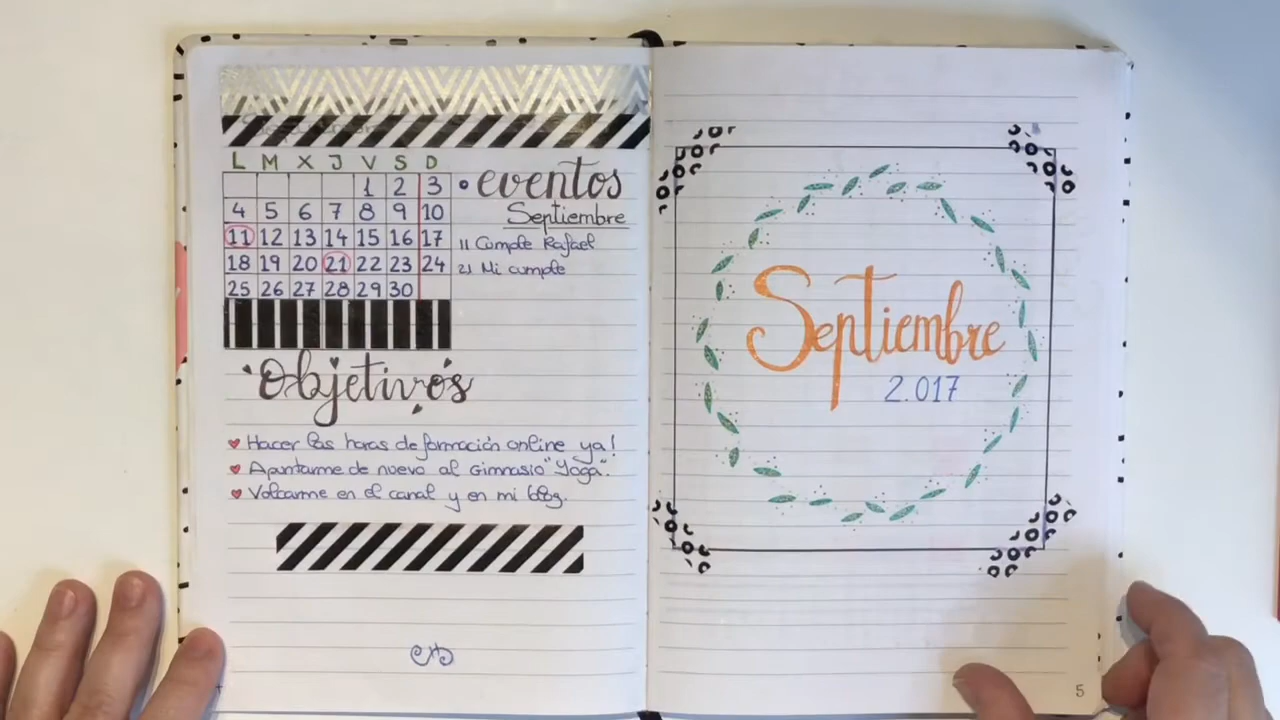 L M X J V S D
1 2 3
4 5 6 7 8 9 10
11 12 13 14 15 16 17
18 19 20 21 22 23 24
25 26 27 28 29 30
eventos
Septiembre
11 Cumple Rafael
21 Mi cumple
Objetivos
Hacer las horas de formación online ya!
Apuntarme de nuevo al Gimnasio "Yoga".
Volcarme en el canal y en mi blog.
Septiembre
2.017
5